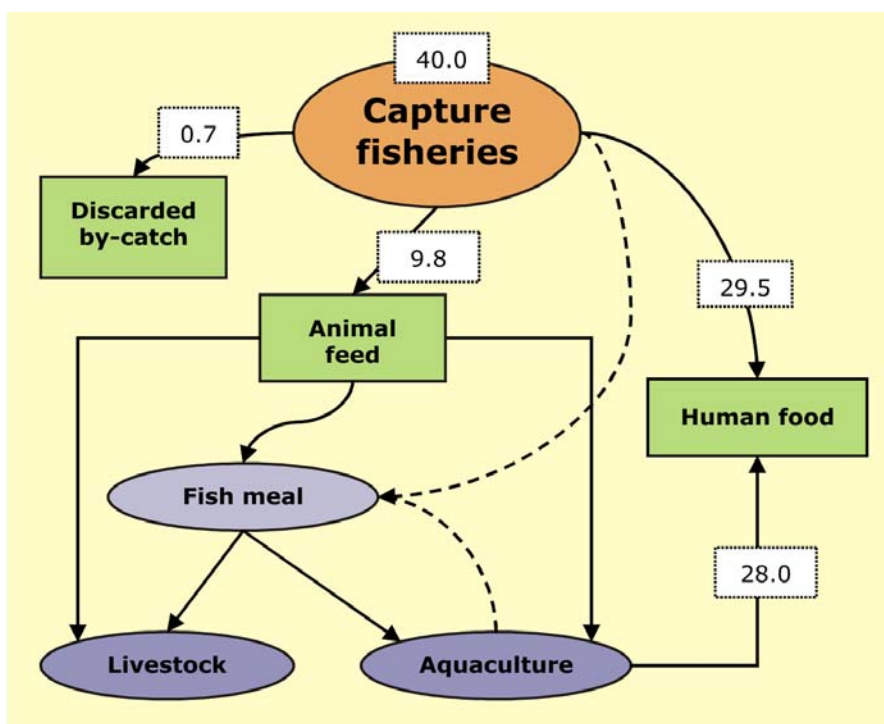 40.0
Capture
fisheries
0.7
Discarded
by-catch
9.8
Animal
feed
29.5
Human food
Fish meal
28.0
Livestock
Aquaculture